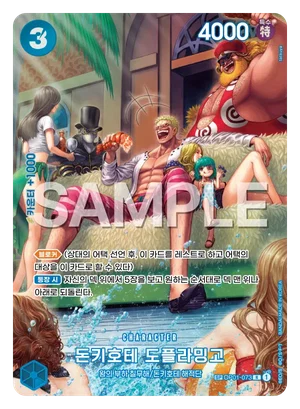 3
4000
특수
特
카운터 +1000
SAMPLE
블로커 (상대의 어택 선언 후, 이 카드를 레스트로 하고 어택의
대상을 이 카드로 할 수 있다)
등장 시 자신의 덱 위에서 5장을 보고 원하는 순서대로 덱 맨 위나
아래로 되돌린다.
CHARACTER
돈키호테 도플라밍고
왕의 부하 칠무해/돈키호테 해적단
SP OP01-073 R 1